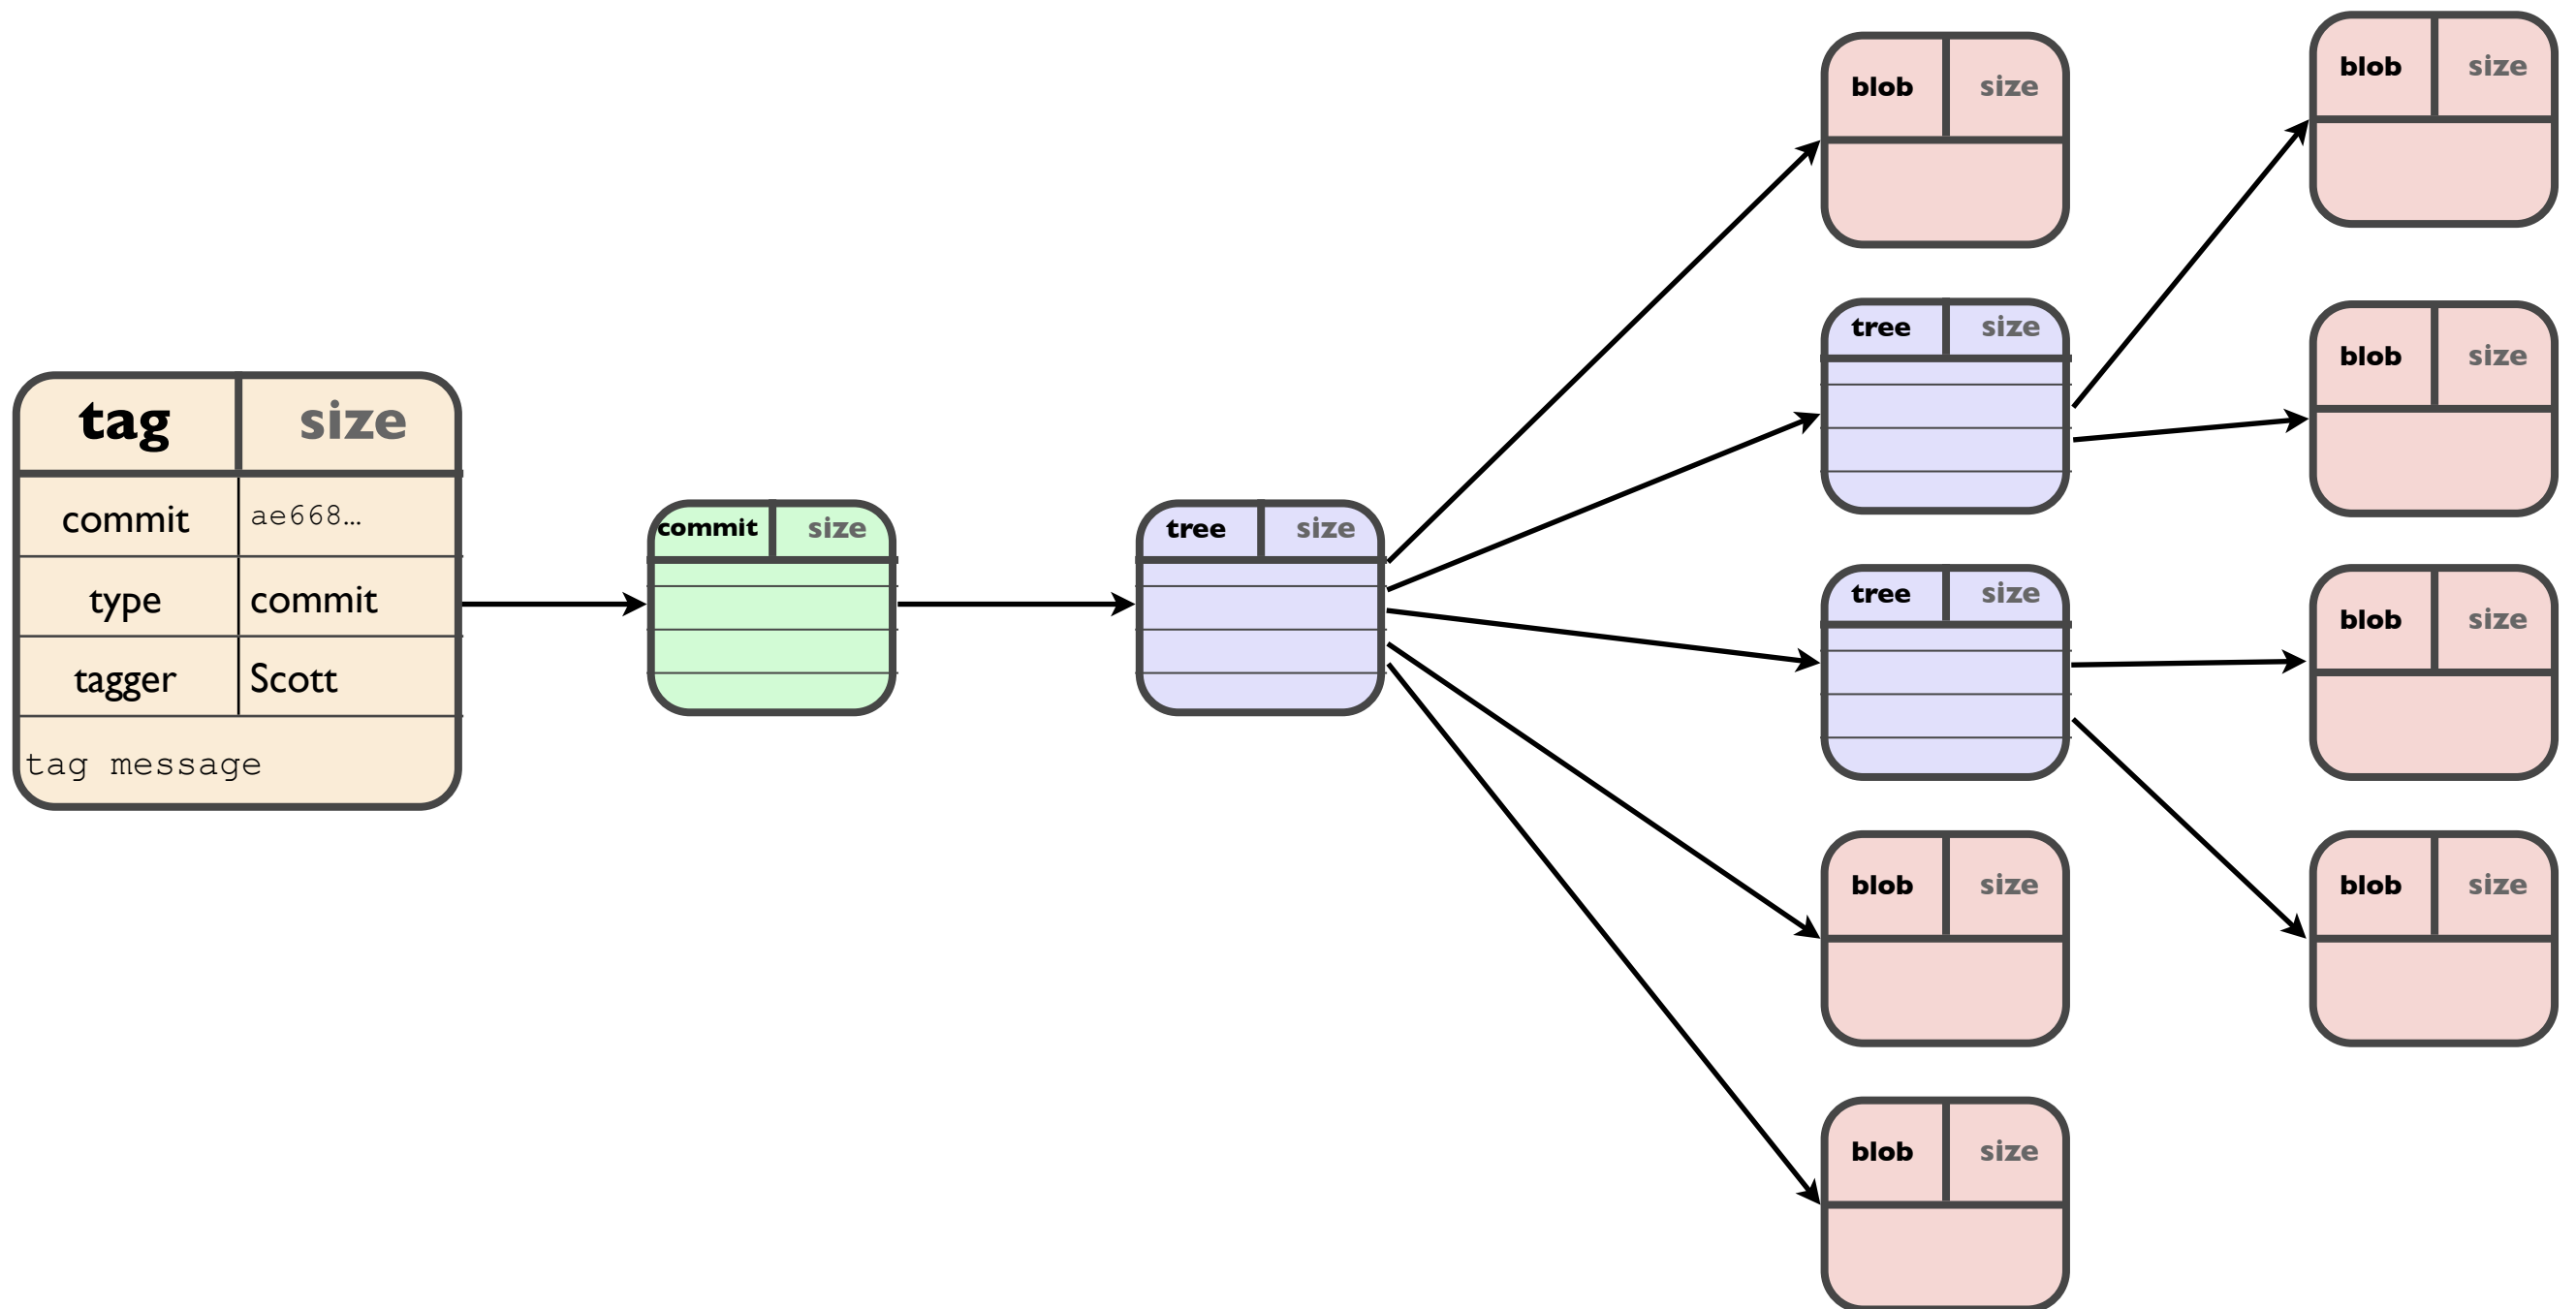 tag size
commit ae668...
type commit
tagger Scott
tag message
commit size
tree size
blob size
tree size
tree size
blob size
blob size
blob size
blob size
blob size
blob size